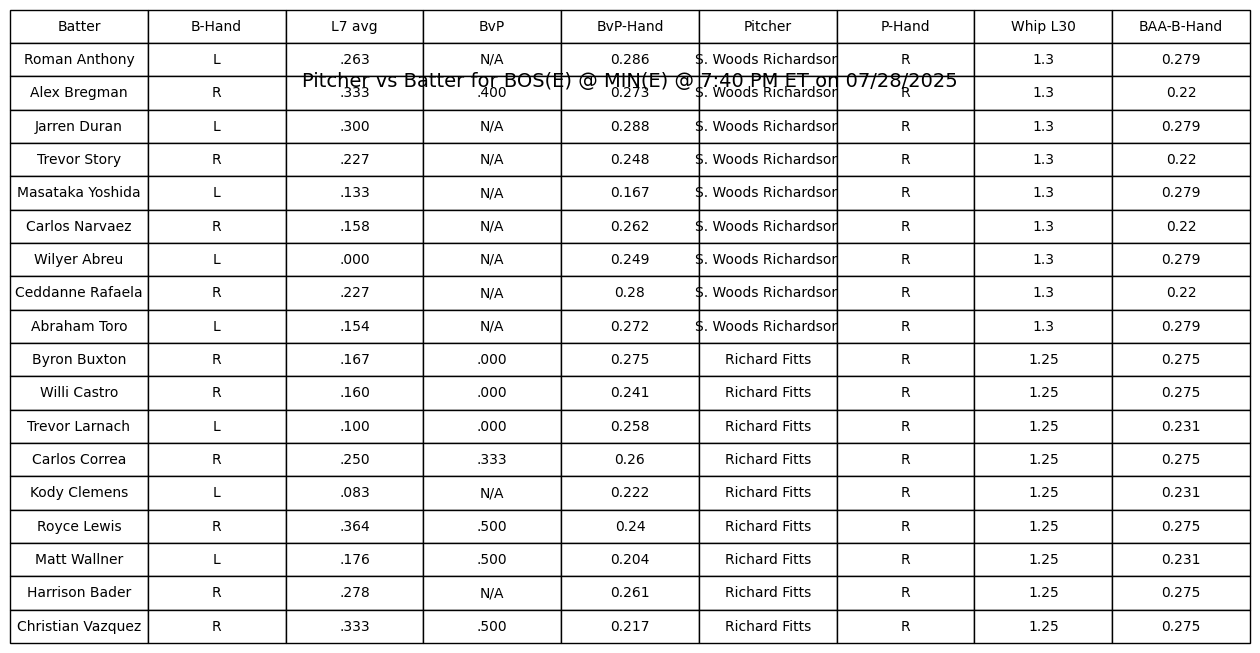 Batter B-Hand L7 avg BvP BvP-Hand Pitcher P-Hand Whip L30 BAA-B-Hand
Roman Anthony L .263 N/A 0.286 S. Woods Richardson R 1.3 0.279
Pitcher vs Batter for BOS(E) @ MIN(E) @ 7:40 PM ET on 07/28/2025
Alex Bregman R .333 .400 0.273 S. Woods Richardson R 1.3 0.22
Jarren Duran L .300 N/A 0.288 S. Woods Richardson R 1.3 0.279
Trevor Story R .227 N/A 0.248 S. Woods Richardson R 1.3 0.22
Masataka Yoshida L .133 N/A 0.167 S. Woods Richardson R 1.3 0.279
Carlos Narvaez R .158 N/A 0.262 S. Woods Richardson R 1.3 0.22
Wilyer Abreu L .000 N/A 0.249 S. Woods Richardson R 1.3 0.279
Ceddanne Rafaela R .227 N/A 0.28 S. Woods Richardson R 1.3 0.22
Abraham Toro L .154 N/A 0.272 S. Woods Richardson R 1.3 0.279
Byron Buxton R .167 .000 0.275 Richard Fitts R 1.25 0.275
Willi Castro R .160 .000 0.241 Richard Fitts R 1.25 0.275
Trevor Larnach L .100 .000 0.258 Richard Fitts R 1.25 0.231
Carlos Correa R .250 .333 0.26 Richard Fitts R 1.25 0.275
Kody Clemens L .083 N/A 0.222 Richard Fitts R 1.25 0.231
Royce Lewis R .364 .500 0.24 Richard Fitts R 1.25 0.275
Matt Wallner L .176 .500 0.204 Richard Fitts R 1.25 0.231
Harrison Bader R .278 N/A 0.261 Richard Fitts R 1.25 0.275
Christian Vazquez R .333 .500 0.217 Richard Fitts R 1.25 0.275